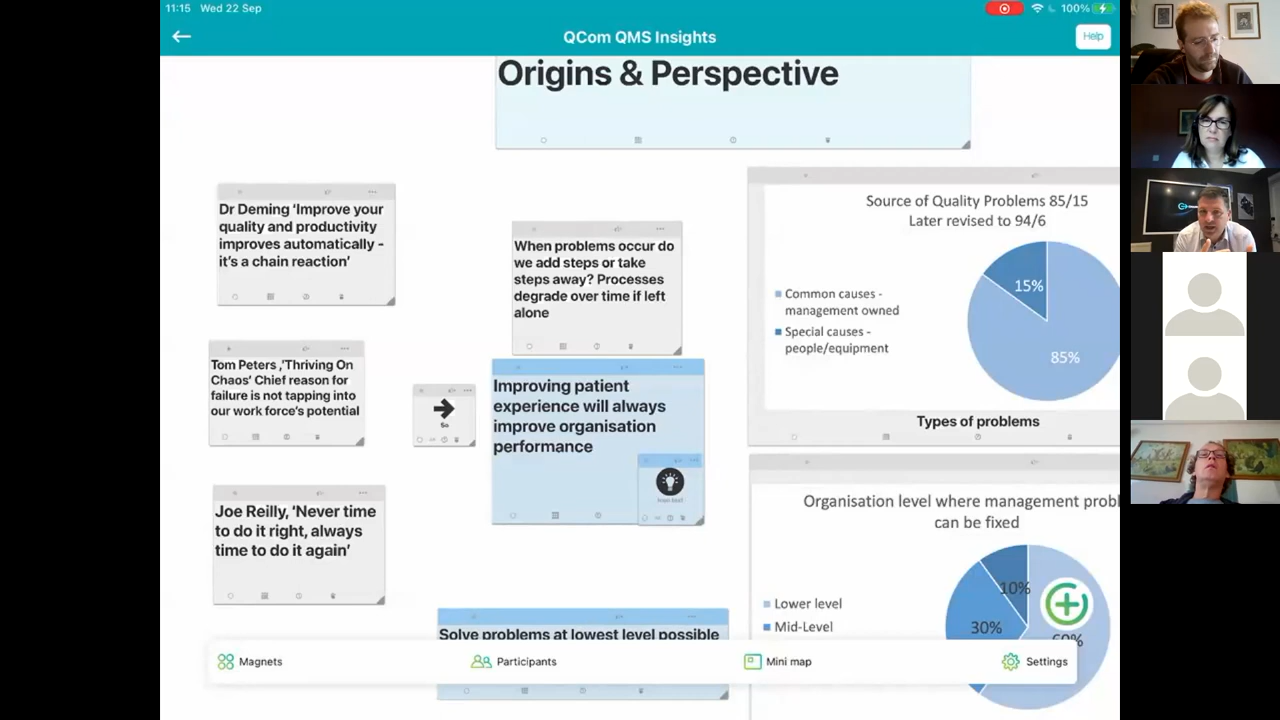 11:15 Wed 22 Sep
100%
QCom QMS Insights
Help
Origins & Perspective
Dr Deming ‘Improve your
quality and productivity
improves automatically -
it’s a chain reaction’
When problems occur do
we add steps or take
steps away? Processes
degrade over time if left
alone
Source of Quality Problems 85/15
Later revised to 94/6
Common causes -
management owned
Special causes -
people/equipment
15%
85%
Types of problems
Tom Peters ,‘Thriving On
Chaos’ Chief reason for
failure is not tapping into
our work force’s potential
So
Improving patient
experience will always
improve organisation
performance
Joe Reilly, ‘Never time
to do it right, always
time to do it again’
Organisation level where management probl
can be fixed
Lower level
Mid-Level
10%
30%
60%
Solve problems at lowest level possible
Magnets
Participants
Mini map
Settings